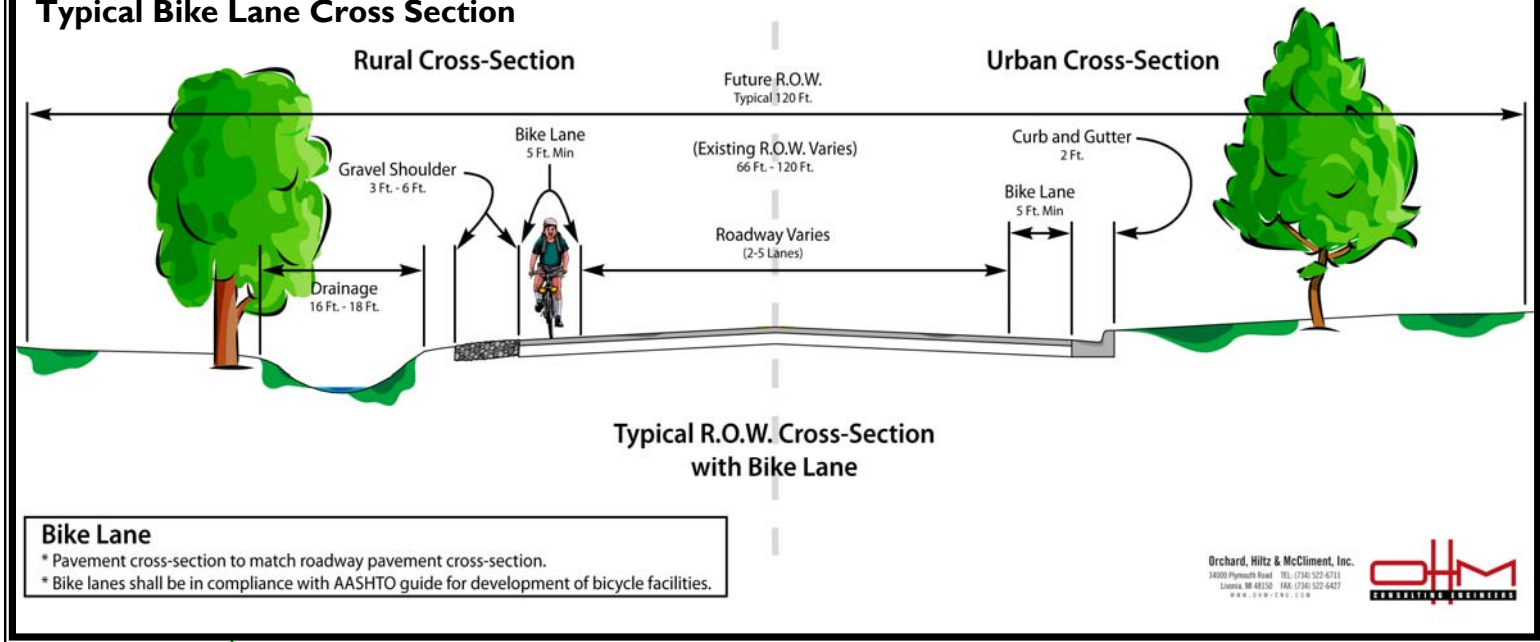 Typical Bike Lane Cross Section
Rural Cross-Section
Urban Cross-Section
Future R.O.W.
Typical 120 Ft.
Bike Lane
5 Ft. Min
(Existing R.O.W. Varies)
66 Ft. - 120 Ft.
Curb and Gutter
2 Ft.
Gravel Shoulder
3 Ft. - 6 Ft.
Bike Lane
5 Ft. Min
Roadway Varies
(2-5 Lanes)
Drainage
16 Ft. - 18 Ft.
Typical R.O.W. Cross-Section
with Bike Lane
Bike Lane
* Pavement cross-section to match roadway pavement cross-section.
* Bike lanes shall be in compliance with AASHTO guide for development of bicycle facilities.
Orchard, Hiltz & McCliment, Inc.
34000 Plymouth Road TEL: (734) 522-6711
Livonia, MI 48150 FAX: (734) 522-6427
WWW.OHM-ENG.COM
OHM
CONSULTING ENGINEERS